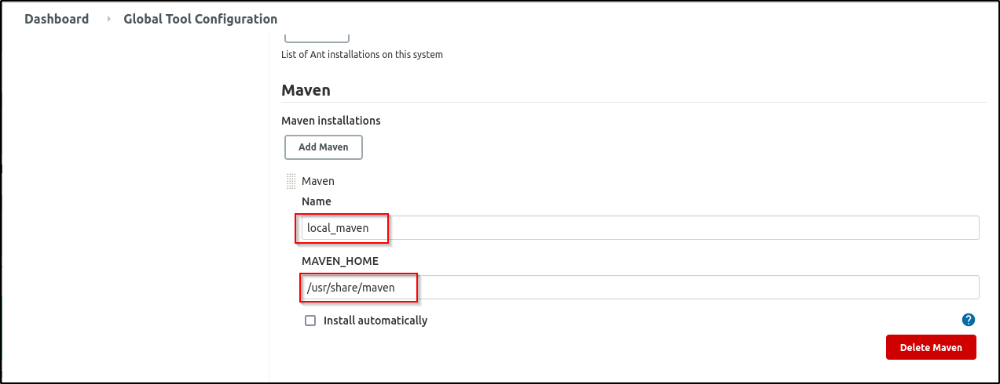 Dashboard Global Tool Configuration
List of Ant installations on this system
Maven
Maven installations
Add Maven
Maven
Name
local_maven
MAVEN_HOME
/usr/share/maven
Install automatically ?
Delete Maven